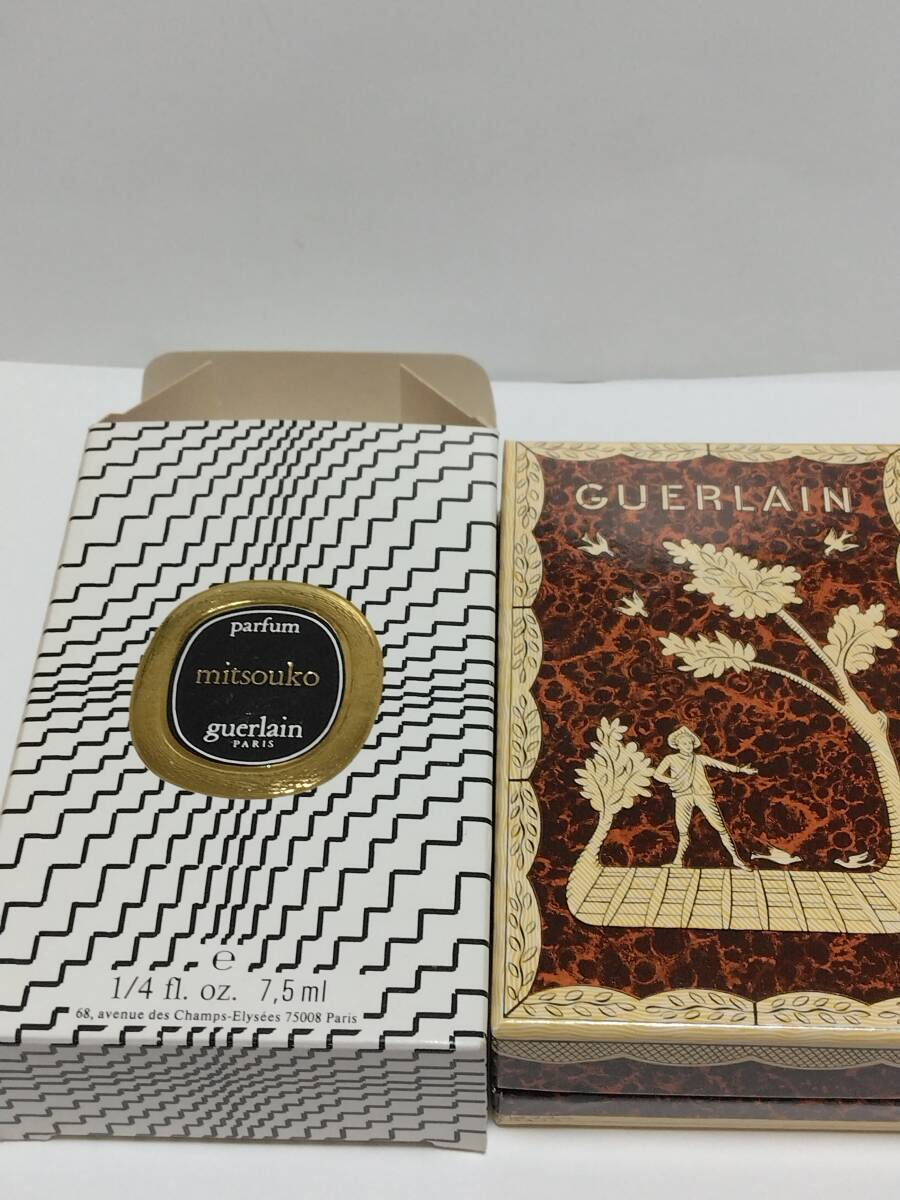 parfum
mitsouko
guerlain
PARIS
e
1/4 fl. oz. 7,5 ml
68, avenue des Champs-Elysées 75008 Paris
GUERLAIN